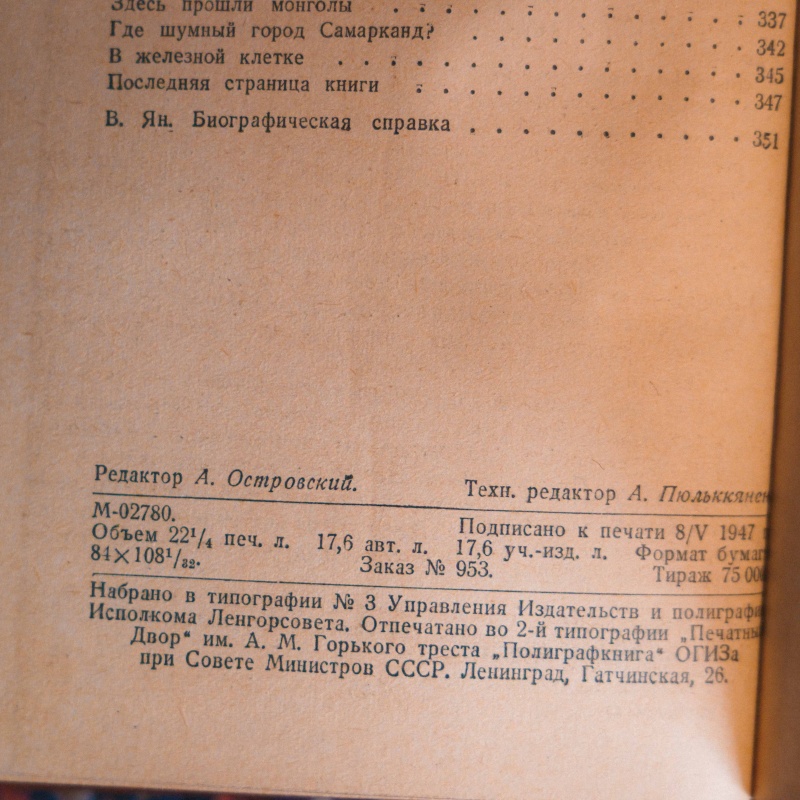 Здесь прошли монголы . . . . . . . . . . . 337
Где шумный город Самарканд? . . . . . . . . . 342
В железной клетке . . . . . . . . . . . . . 345
Последняя страница книги . . . . . . . . . . 347
В. Ян. Биографическая справка . . . . . . . . 351
Редактор А. Островский. Техн. редактор А. Пюльккянен
М-02780. Подписано к печати 8/V 1947
Объем 22¹/₄ печ. л. 17,6 авт. л. 17,6 уч.-изд. л. Формат бумаг
84×108¹/₃₂. Заказ № 953. Тираж 75 000
Набрано в типографии № 3 Управления Издательств и полиграфи
Исполкома Ленгорсовета. Отпечатано во 2-й типографии „Печатны
Двор“ им. А. М. Горького треста „Полиграфкнига“ ОГИЗа
при Совете Министров СССР. Ленинград, Гатчинская, 26.